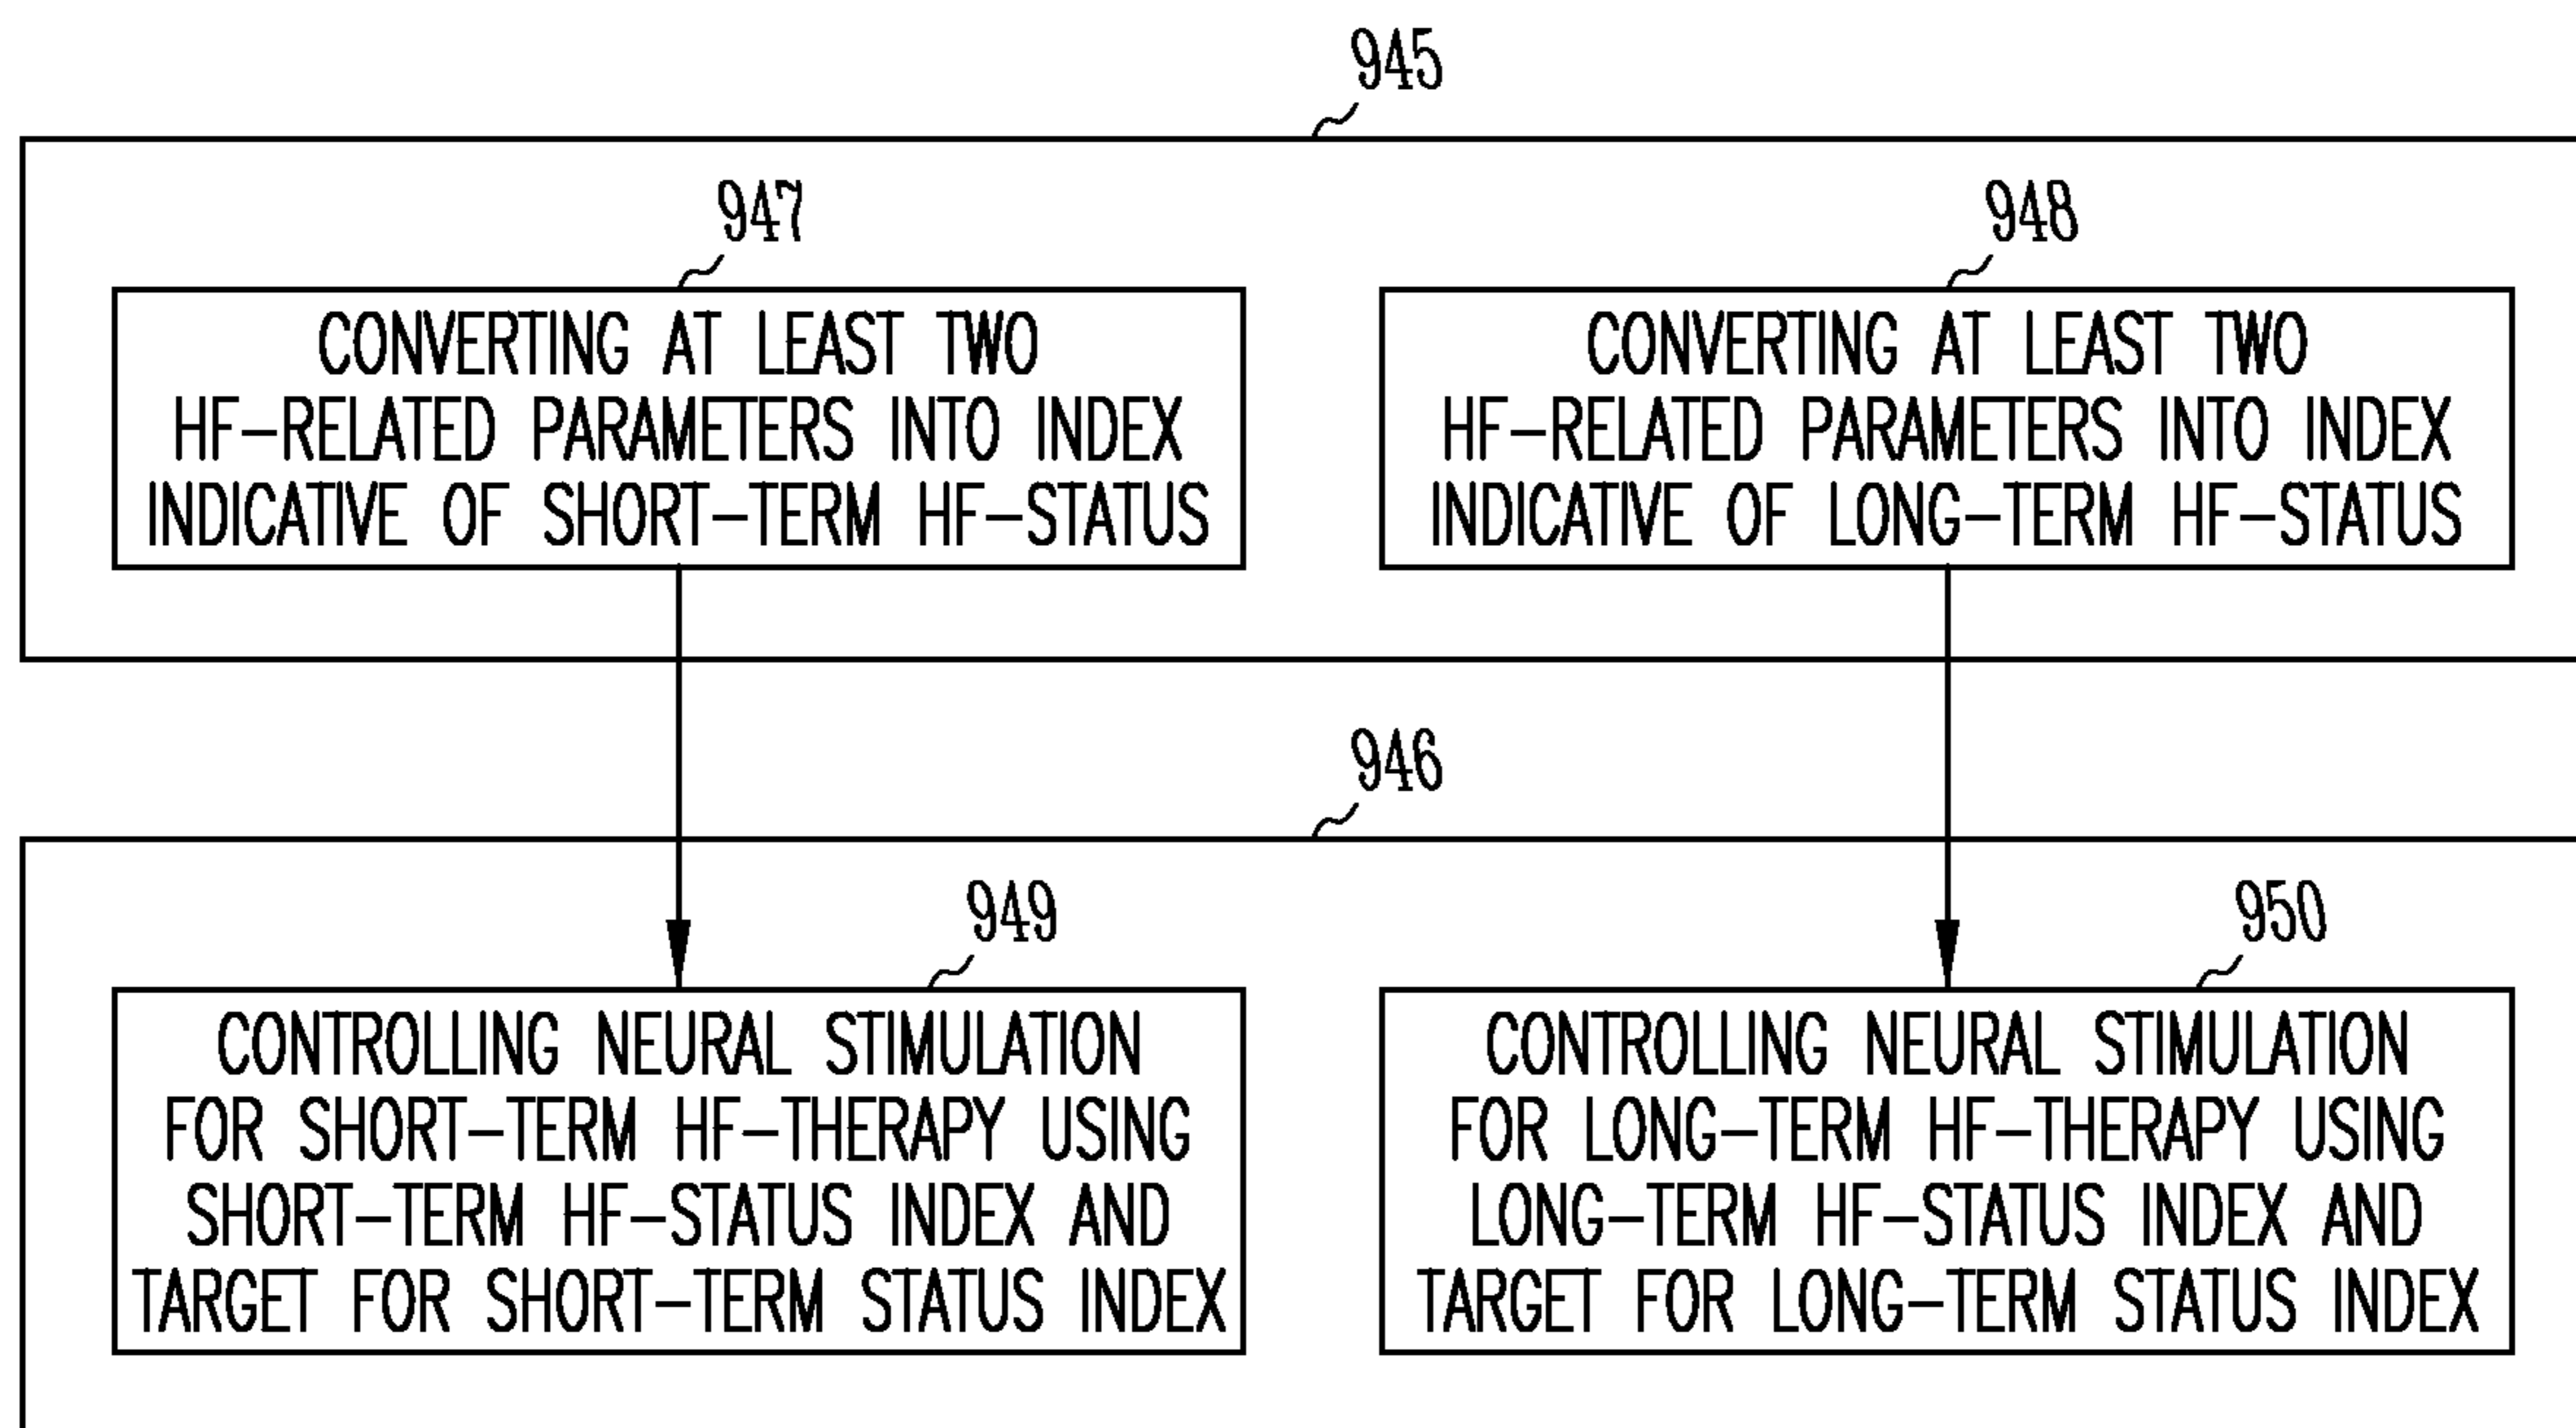 945
947
CONVERTING AT LEAST TWO
HF-RELATED PARAMETERS INTO INDEX
INDICATIVE OF SHORT-TERM HF-STATUS
948
CONVERTING AT LEAST TWO
HF-RELATED PARAMETERS INTO INDEX
INDICATIVE OF LONG-TERM HF-STATUS
946
949
CONTROLLING NEURAL STIMULATION
FOR SHORT-TERM HF-THERAPY USING
SHORT-TERM HF-STATUS INDEX AND
TARGET FOR SHORT-TERM STATUS INDEX
950
CONTROLLING NEURAL STIMULATION
FOR LONG-TERM HF-THERAPY USING
LONG-TERM HF-STATUS INDEX AND
TARGET FOR LONG-TERM STATUS INDEX